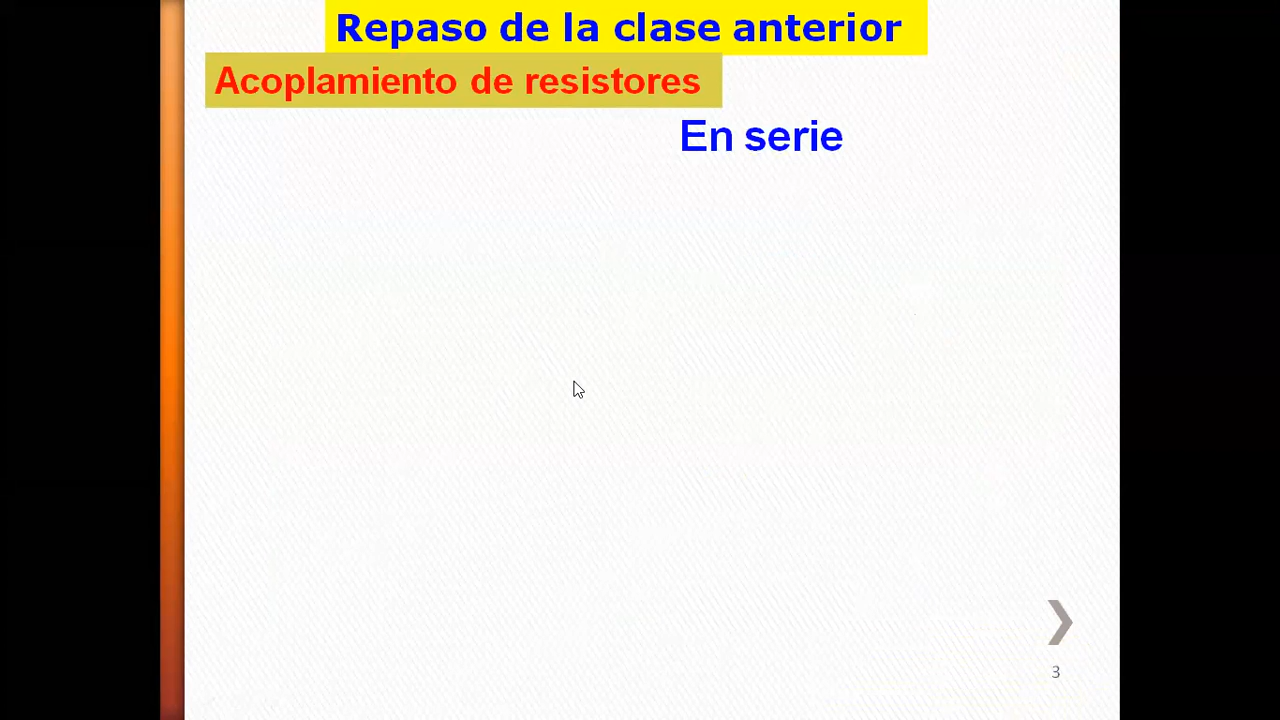 Repaso de la clase anterior
Acoplamiento de resistores
En serie
3